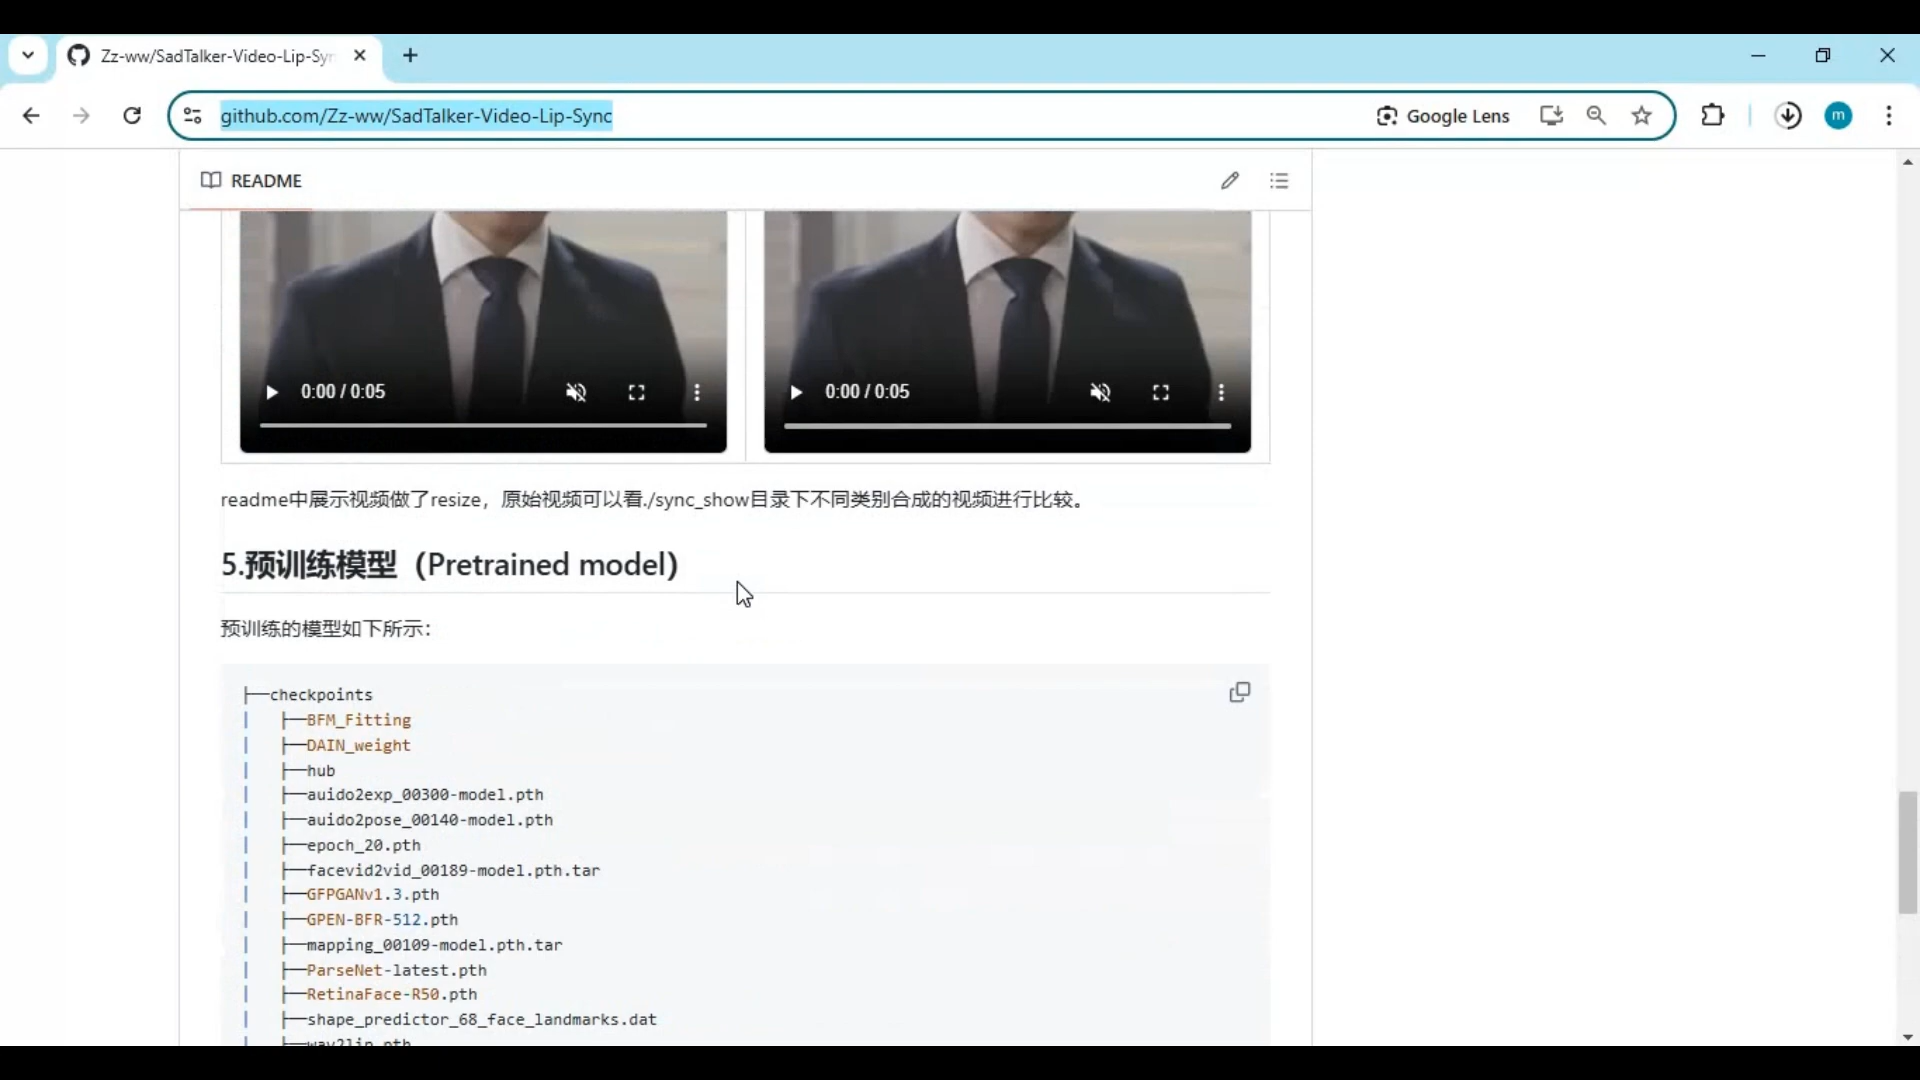 Zz-ww/SadTalker-Video-Lip-Syn
github.com/Zz-ww/SadTalker-Video-Lip-Sync
Google Lens
m
README
0:00 / 0:05
0:00 / 0:05
readme中展示视频做了resize，原始视频可以看./sync_show目录下不同类别合成的视频进行比较。
5.预训练模型（Pretrained model）
预训练的模型如下所示：
├──checkpoints
│   ├──BFM_Fitting
│   ├──DAIN_weight
│   ├──hub
│   ├──auido2exp_00300-model.pth
│   ├──auido2pose_00140-model.pth
│   ├──epoch_20.pth
│   ├──facevid2vid_00189-model.pth.tar
│   ├──GFPGANv1.3.pth
│   ├──GPEN-BFR-512.pth
│   ├──mapping_00109-model.pth.tar
│   ├──ParseNet-latest.pth
│   ├──RetinaFace-R50.pth
│   ├──shape_predictor_68_face_landmarks.dat
│   ├──wav2lip.pth